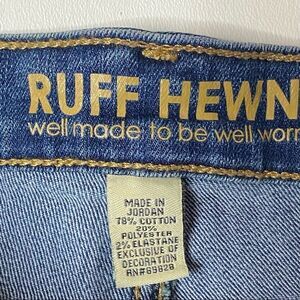 RUFF HEWN
well made to be well worn
MADE IN
JORDAN
78% COTTON
20%
POLYESTER
2% ELASTANE
EXCLUSIVE OF
DECORATION
RN#69828